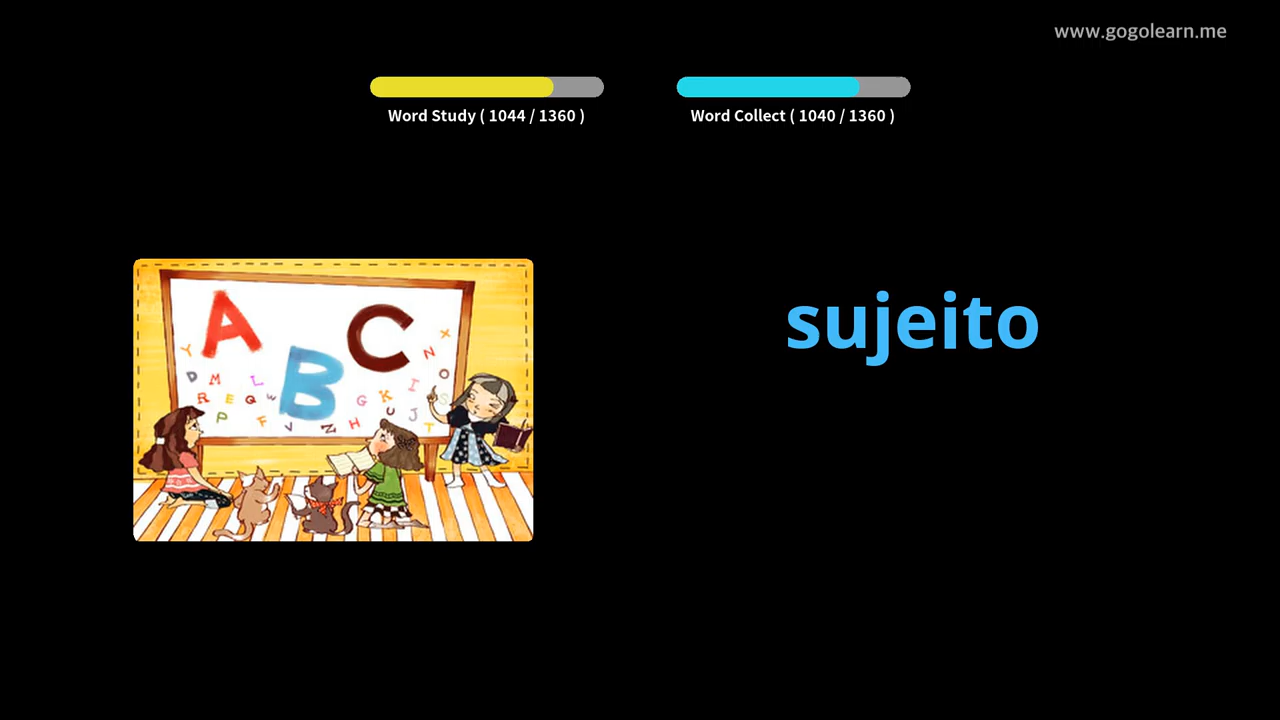 www.gogolearn.me
Word Study ( 1044 / 1360 )
Word Collect ( 1040 / 1360 )
sujeito
A
B
C
Y
X
N
D
M
L
O
I
R
E
Q
W
G
K
S
P
F
V
Z
H
U
J
T